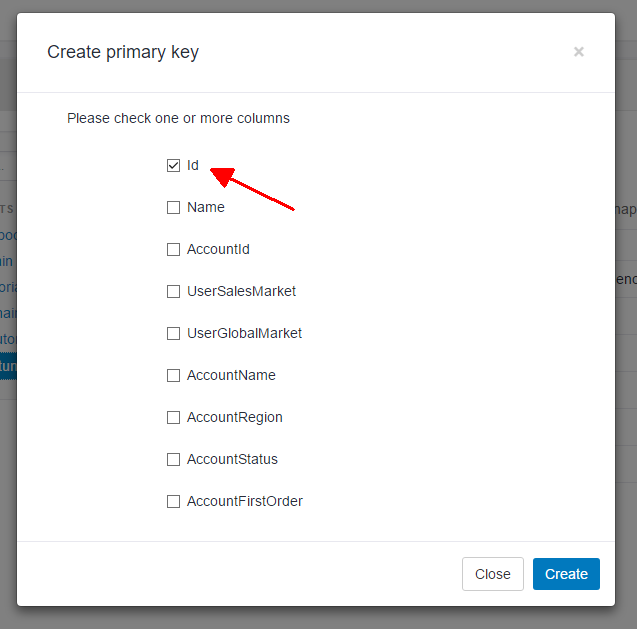 Create primary key
×
Please check one or more columns
Id
Name
AccountId
UserSalesMarket
UserGlobalMarket
AccountName
AccountRegion
AccountStatus
AccountFirstOrder
Close
Create